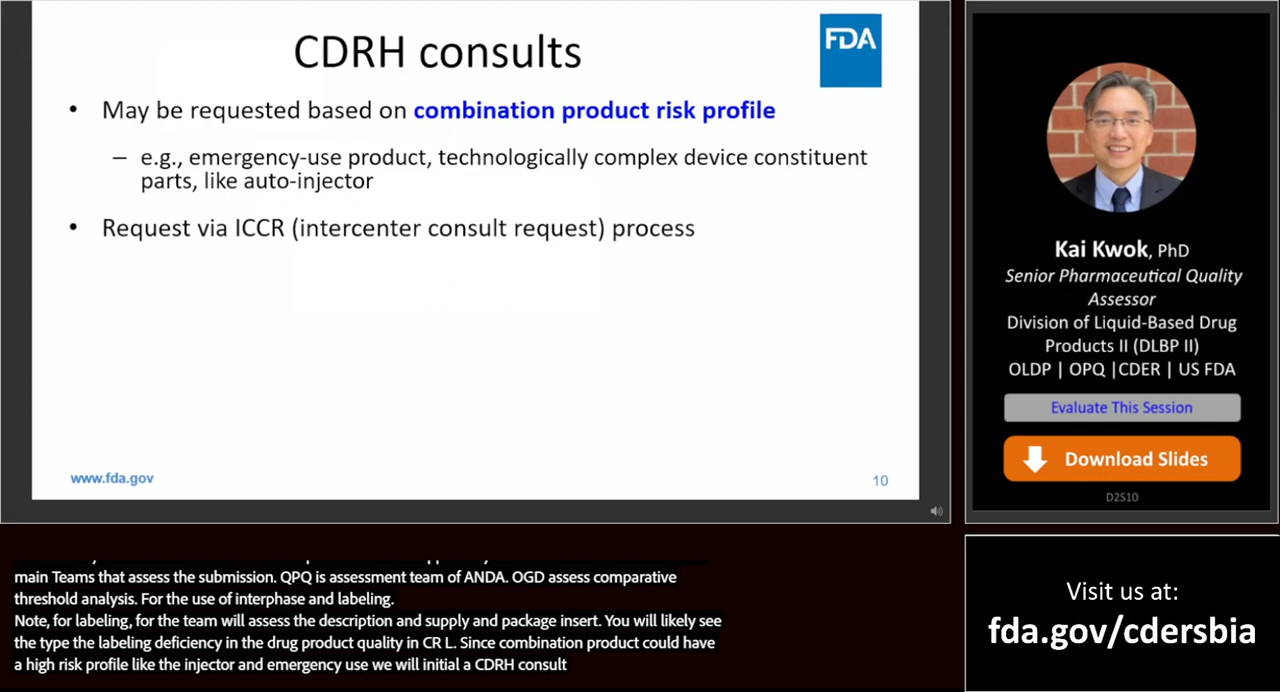 CDRH consults
FDA
• May be requested based on combination product risk profile
– e.g., emergency-use product, technologically complex device constituent
parts, like auto-injector
• Request via ICCR (intercenter consult request) process
www.fda.gov
10
Kai Kwok, PhD
Senior Pharmaceutical Quality
Assessor
Division of Liquid-Based Drug
Products II (DLBP II)
OLDP | OPQ |CDER | US FDA
Evaluate This Session
Download Slides
D2S10
main Teams that assess the submission. QPQ is assessment team of ANDA. OGD assess comparative
threshold analysis. For the use of interphase and labeling.
Note, for labeling, for the team will assess the description and supply and package insert. You will likely see
the type the labeling deficiency in the drug product quality in CR L. Since combination product could have
a high risk profile like the injector and emergency use we will initial a CDRH consult
Visit us at:
fda.gov/cdersbia